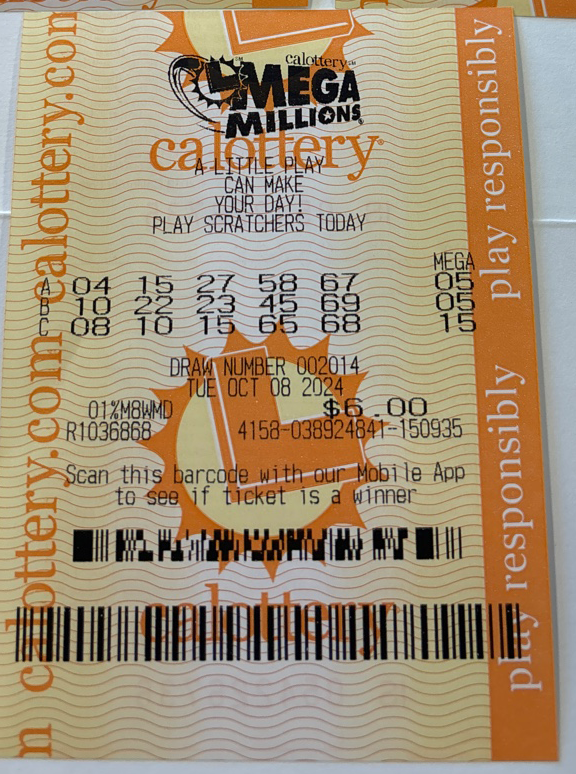 calottery
MEGA
MILLIONS
calottery
A LITTLE PLAY
CAN MAKE
YOUR DAY!
PLAY SCRATCHERS TODAY
MEGA
A 04 15 27 58 67 05
B 10 22 23 45 69 05
C 08 10 15 65 68 15
DRAW NUMBER 002014
TUE OCT 08 2024
01%M8WMD $6.00
R1036868 4158-038924841-150935
Scan this barcode with our Mobile App
to see if ticket is a winner
calottery
calottery.com calottery.com
play responsibly play responsibly